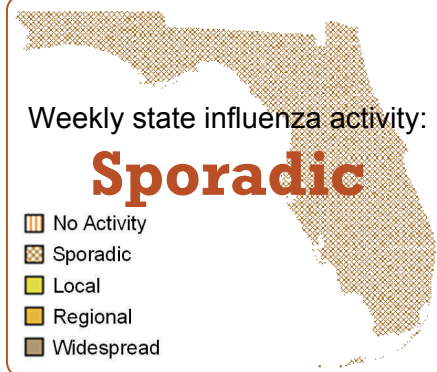 Weekly state influenza activity:
Sporadic
No Activity
Sporadic
Local
Regional
Widespread